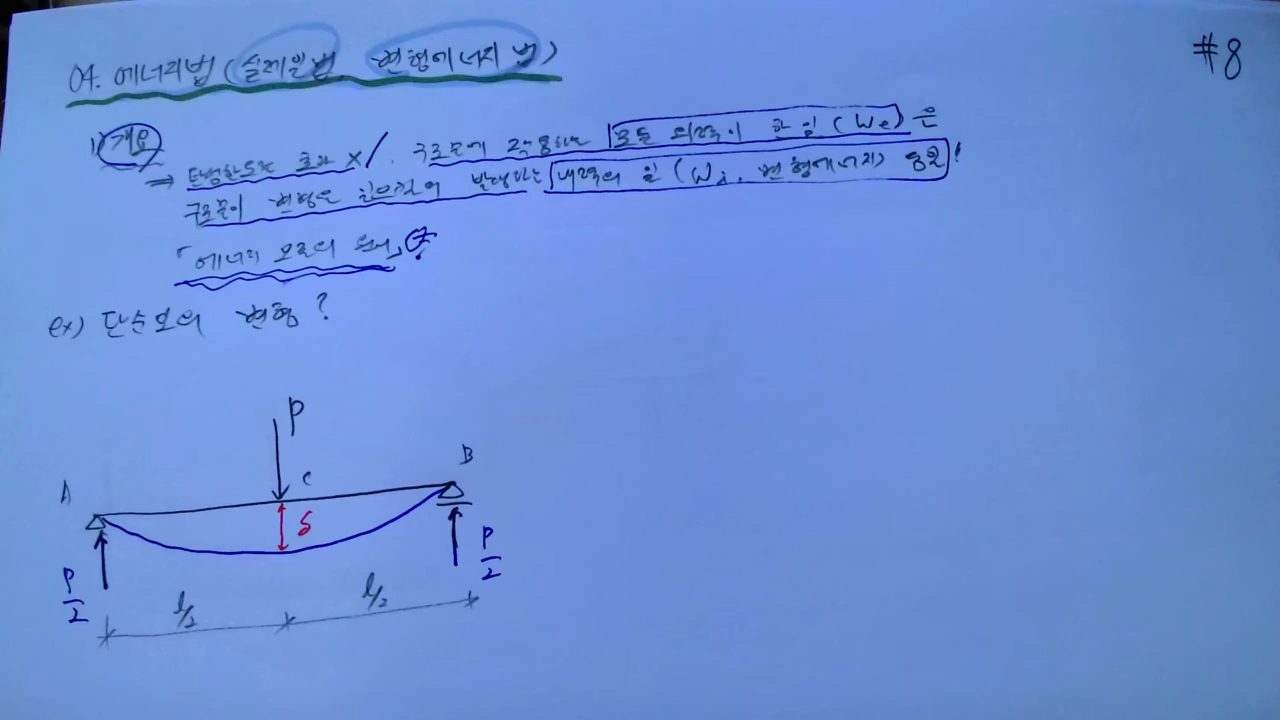 04. 에너지법 (실례일법, 변형에너지법)
#8
1) 개요
⇒ 탄성한도는 초과 X / 구조물에 작용하는 모든 외력이 한 일 (We) 은
구조물이 변형을 일으키며 발생하는 내력의 일 (Wi, 변형에너지) 동일!
「에너지 보존의 원리」
ex) 단순보의 변형?
P
A
C
B
δ
P/2
P/2
l/2
l/2